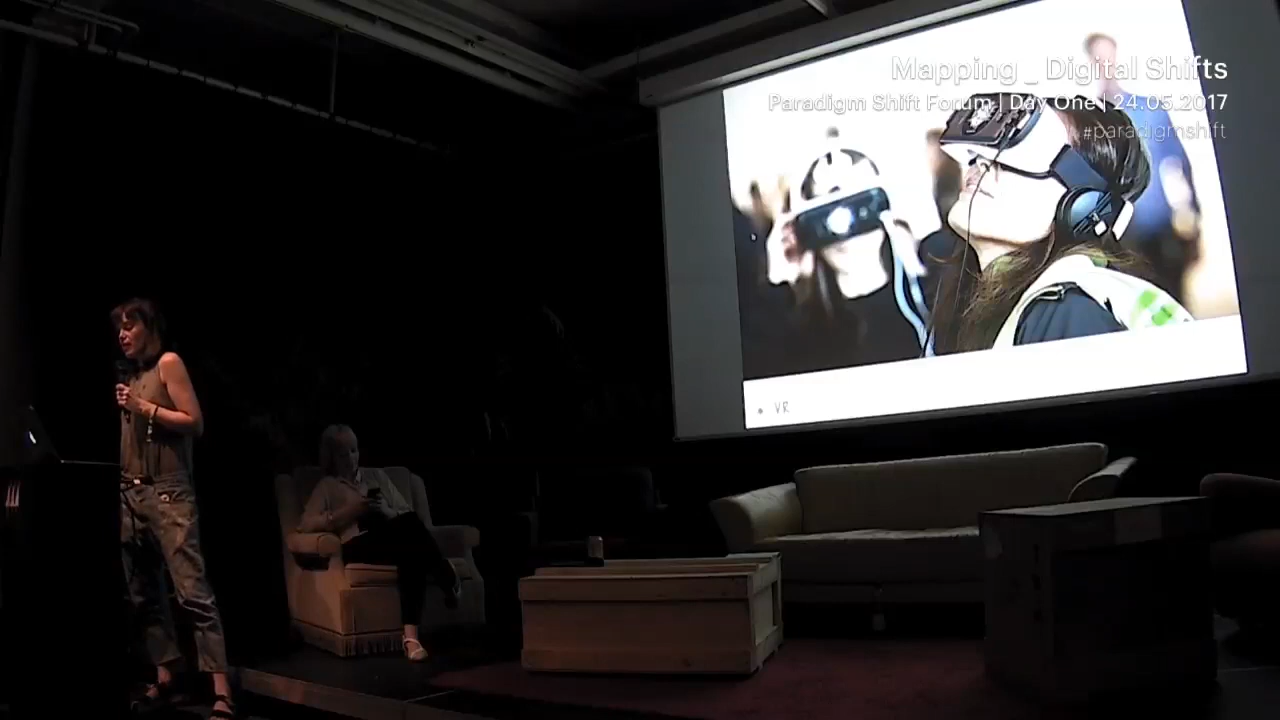 Mapping _ Digital Shifts
Paradigm Shift Forum | Day One | 24.05.2017
#paradigmshift
VR